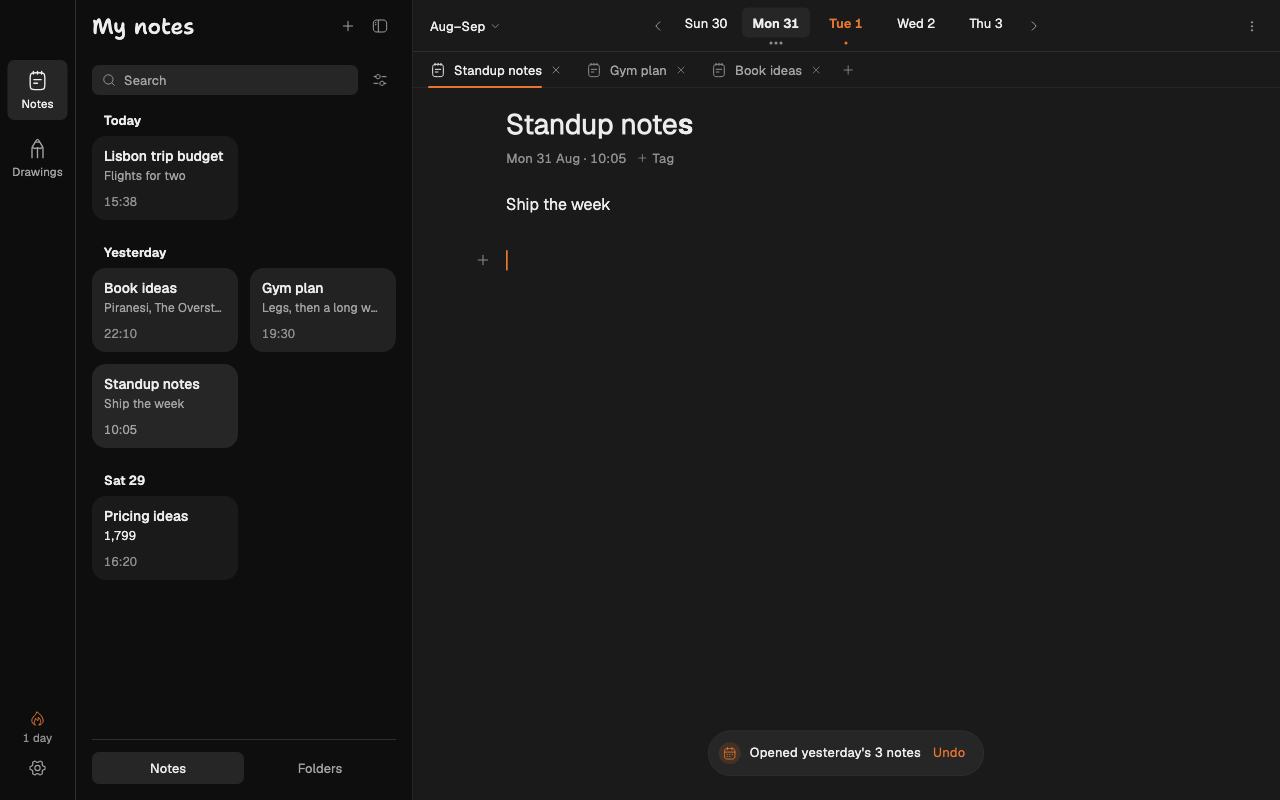 My notes
Search
Notes
Drawings
Today
Lisbon trip budget
Flights for two
15:38
Yesterday
Book ideas
Piranesi, The Overst…
22:10
Gym plan
Legs, then a long w…
19:30
Standup notes
Ship the week
10:05
Sat 29
Pricing ideas
1,799
16:20
1 day
Notes
Folders
Aug–Sep
Sun 30
Mon 31
Tue 1
Wed 2
Thu 3
Standup notes
Gym plan
Book ideas
Standup notes
Mon 31 Aug · 10:05 + Tag
Ship the week
Opened yesterday's 3 notes Undo